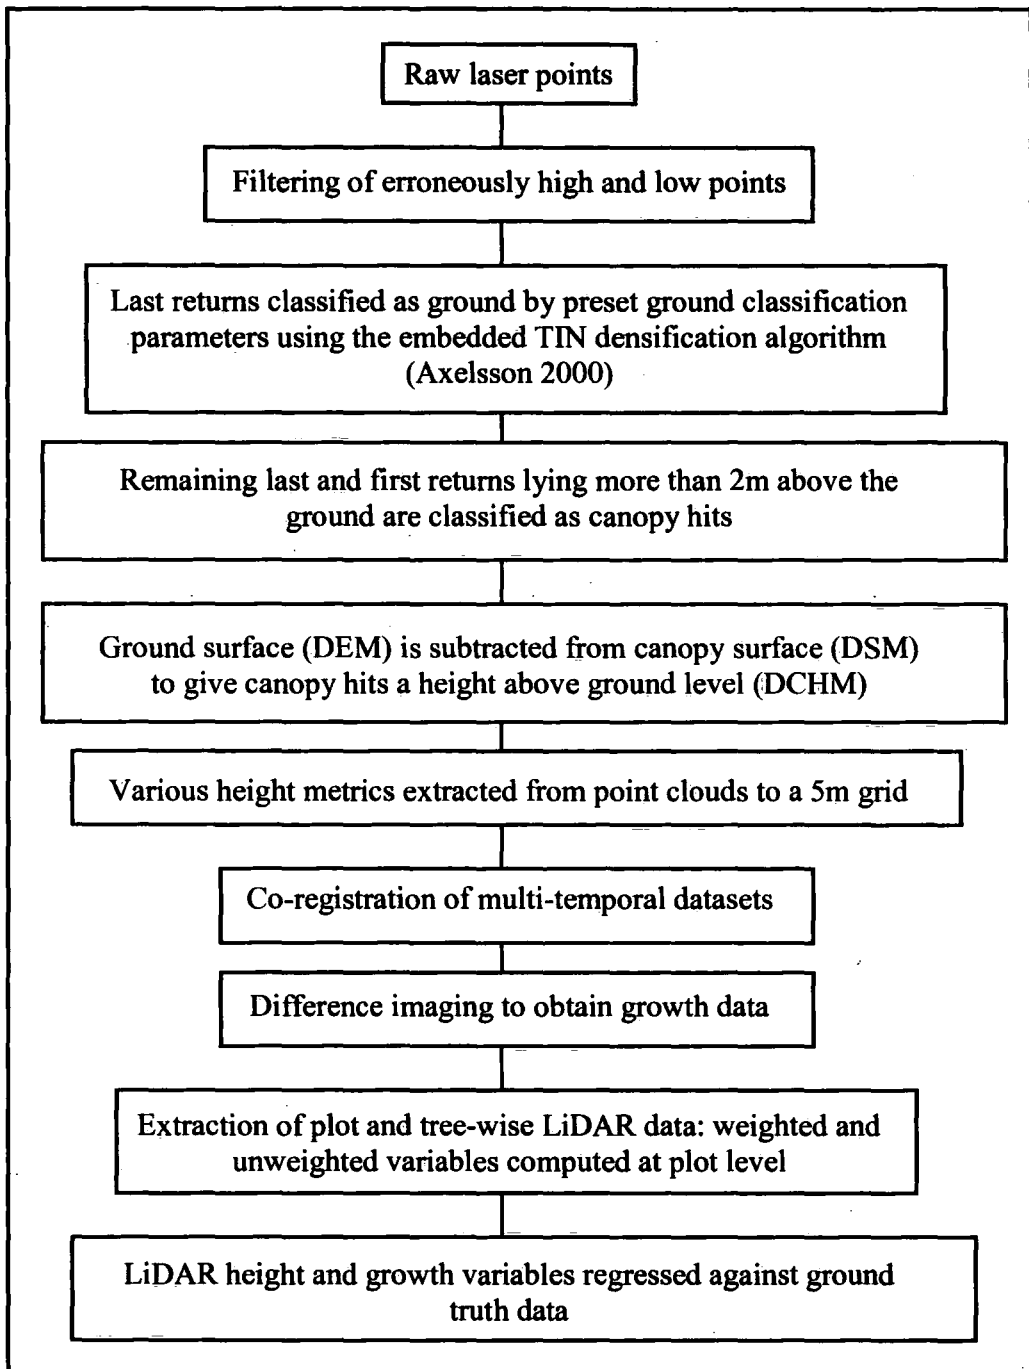 Raw laser points
Filtering of erroneously high and low points
Last returns classified as ground by preset ground classification
parameters using the embedded TIN densification algorithm
(Axelsson 2000)
Remaining last and first returns lying more than 2m above the
ground are classified as canopy hits
Ground surface (DEM) is subtracted from canopy surface (DSM)
to give canopy hits a height above ground level (DCHM)
Various height metrics extracted from point clouds to a 5m grid
Co-registration of multi-temporal datasets
Difference imaging to obtain growth data
Extraction of plot and tree-wise LiDAR data: weighted and
unweighted variables computed at plot level
LiDAR height and growth variables regressed against ground
truth data